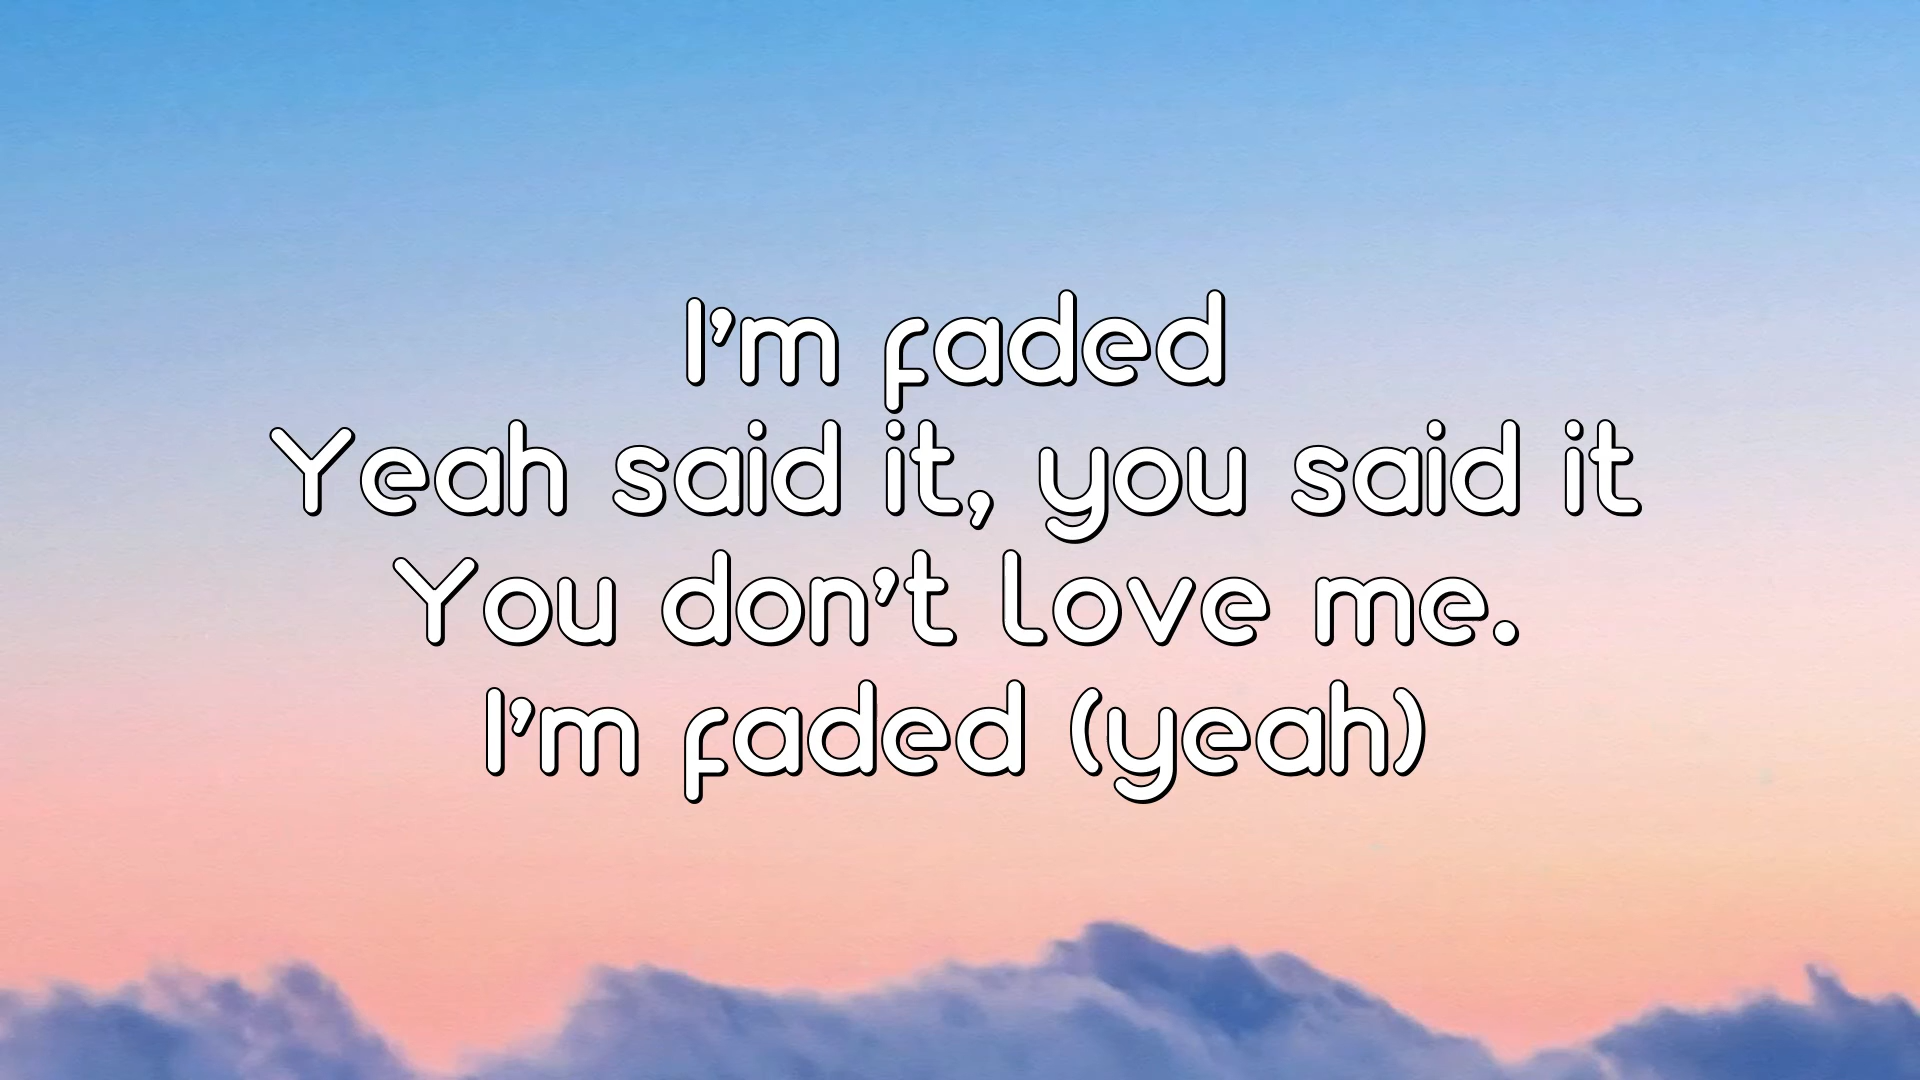 I'm faded
Yeah said it, you said it
You don't love me.
I'm faded (yeah)